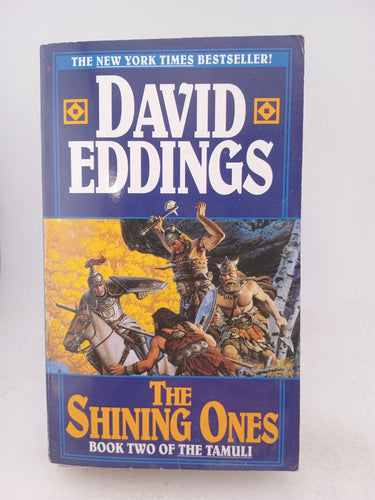 THE NEW YORK TIMES BESTSELLER!
DAVID
EDDINGS
THE
SHINING ONES
BOOK TWO OF THE TAMULI